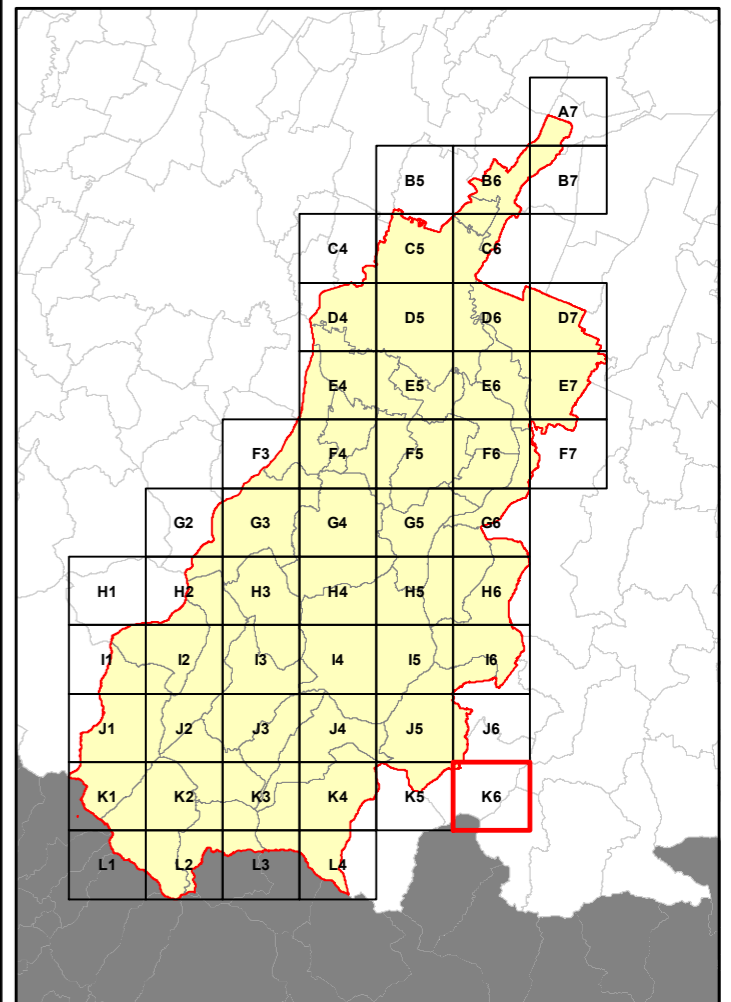 A7
B5 B6 B7
C4 C5 C6
D4 D5 D6 D7
E4 E5 E6 E7
F3 F4 F5 F6 F7
G2 G3 G4 G5 G6
H1 H2 H3 H4 H5 H6
I1 I2 I3 I4 I5 I6
J1 J2 J3 J4 J5 J6
K1 K2 K3 K4 K5 K6
L1 L2 L3 L4